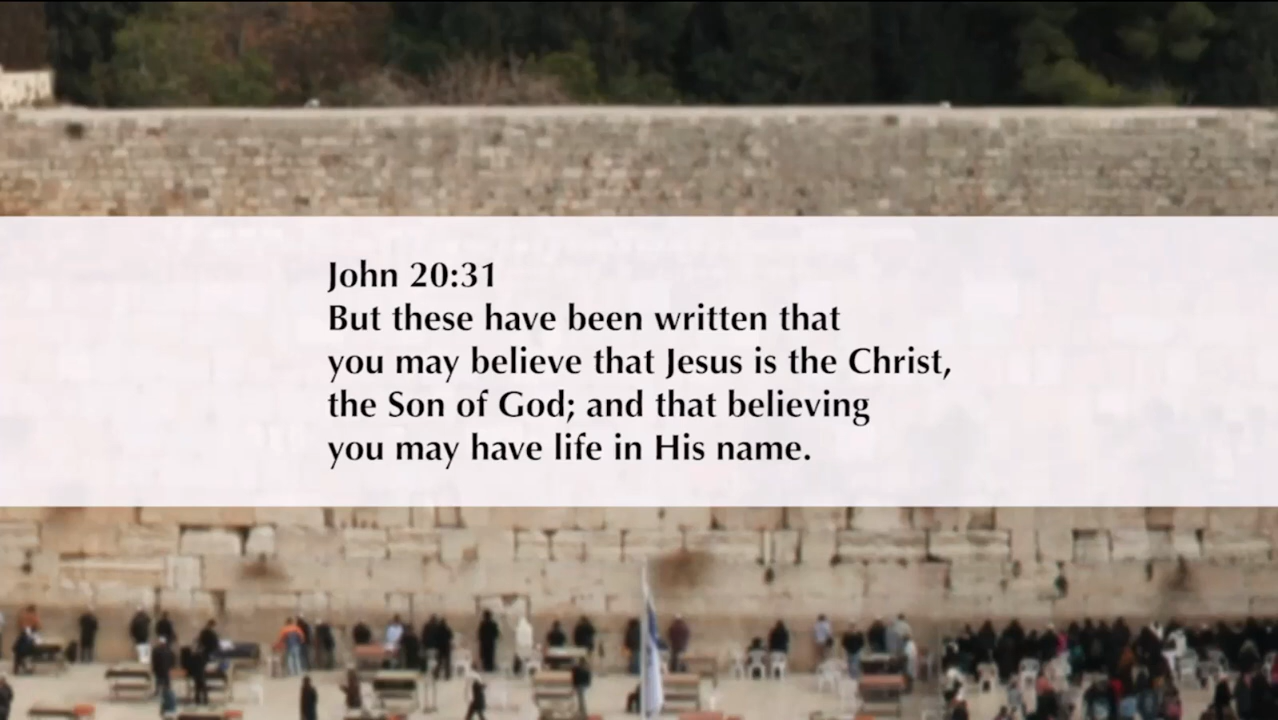 John 20:31
But these have been written that
you may believe that Jesus is the Christ,
the Son of God; and that believing
you may have life in His name.